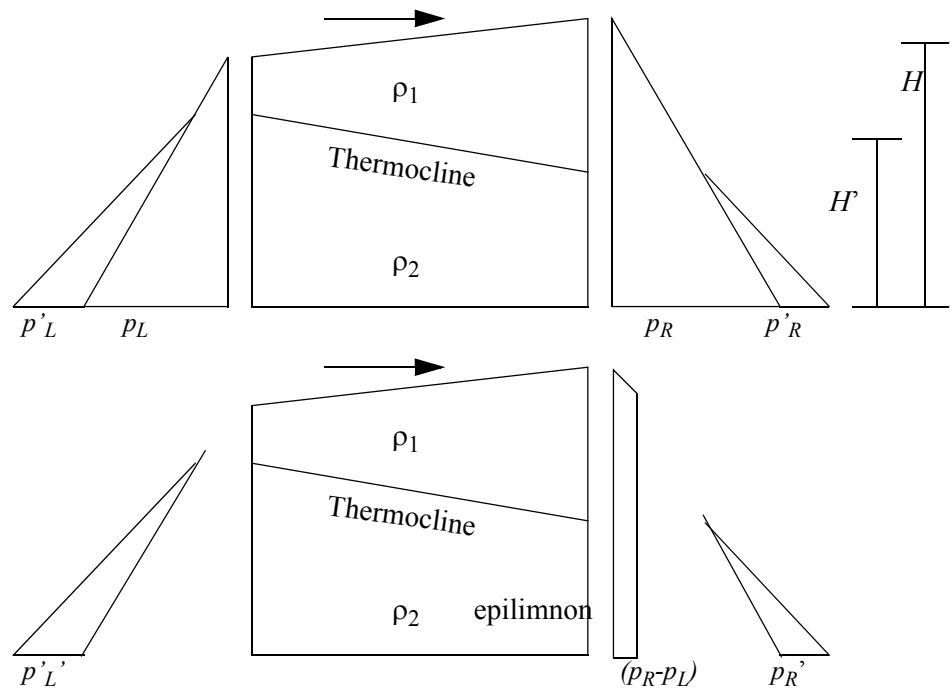 ρ1
H
Thermocline
H’
ρ2
p’L
pL
pR
p’R
ρ1
Thermocline
ρ2
epilimnon
p’L’
(pR-pL)
pR’